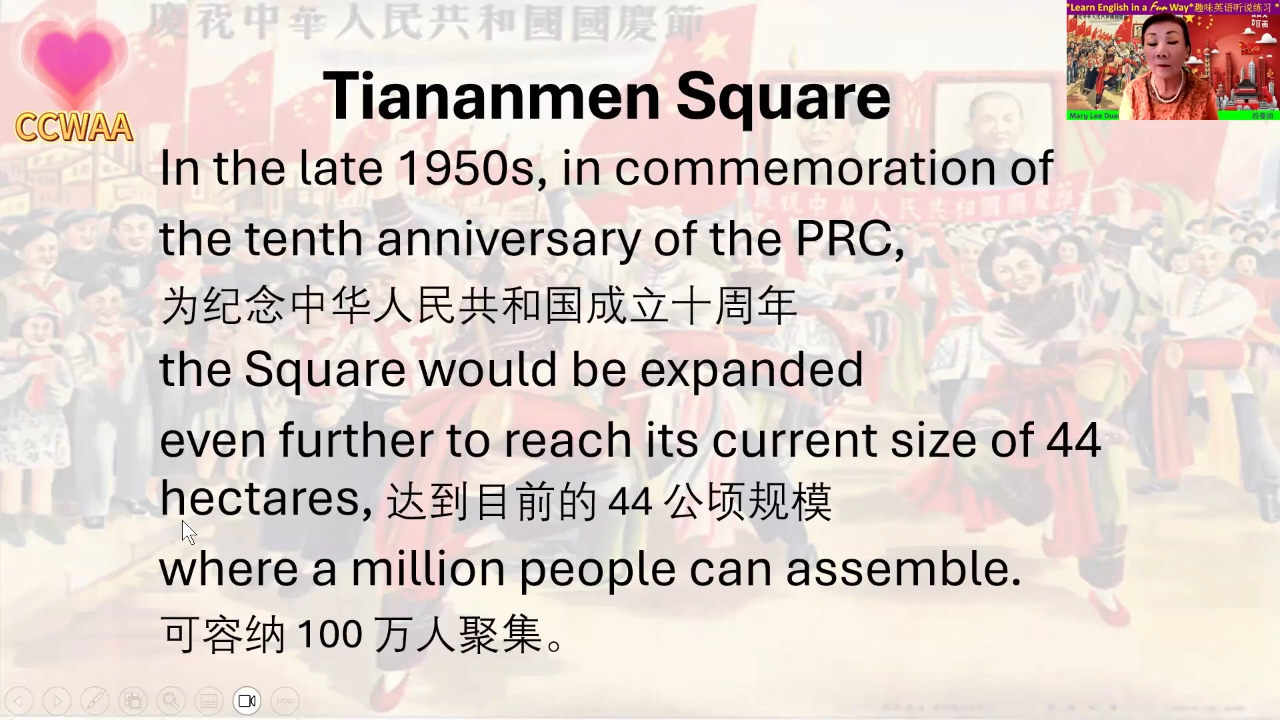 慶祝中華人民共和國國慶節
*Learn English in a Fun Way*趣味英语听说练习 *
CCWAA
Tiananmen Square
Mary Lee Dua
In the late 1950s, in commemoration of
the tenth anniversary of the PRC,
为纪念中华人民共和国成立十周年
the Square would be expanded
even further to reach its current size of 44
hectares, 达到目前的 44 公顷规模
where a million people can assemble.
可容纳 100 万人聚集。